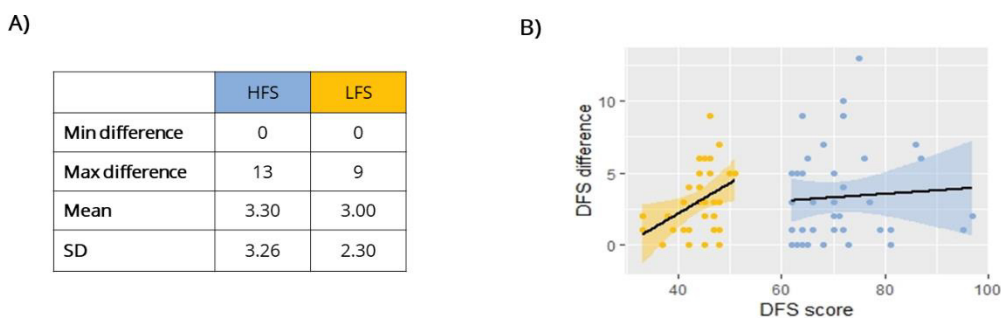 A)
HFS LFS
Min difference 0 0
Max difference 13 9
Mean 3.30 3.00
SD 3.26 2.30
B)
DFS difference
10
5
0
40 60 80 100
DFS score